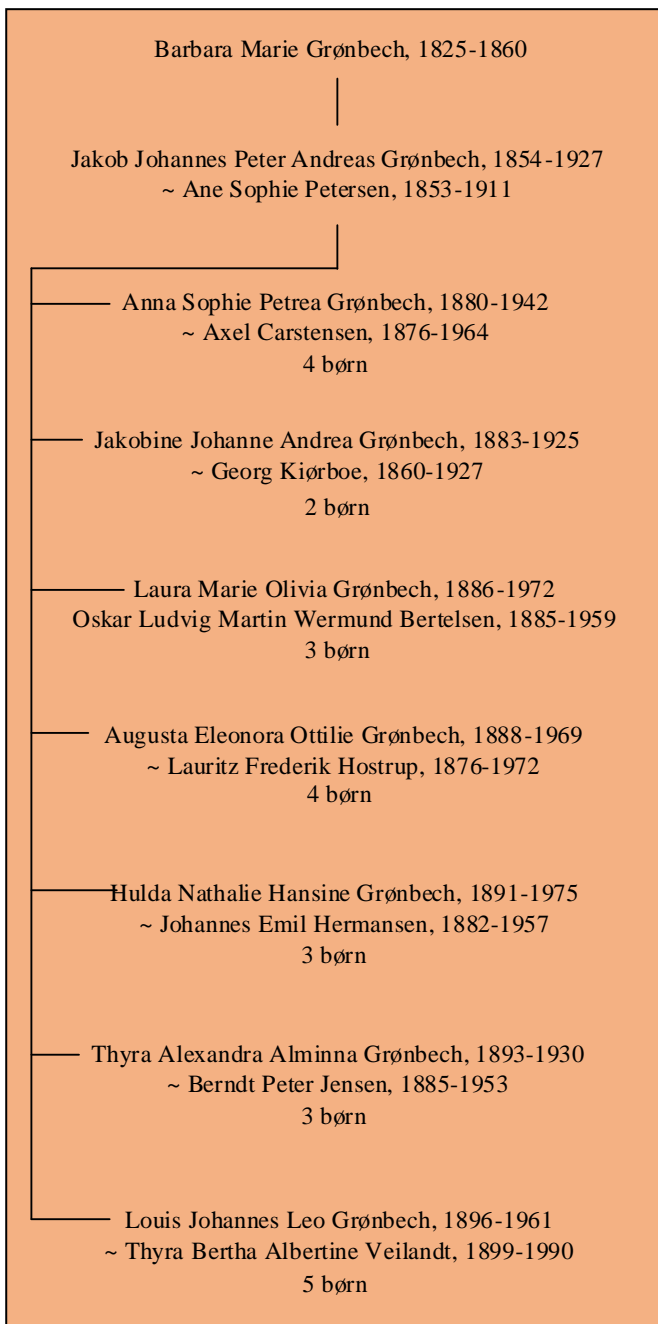 Barbara Marie Grønbech, 1825-1860
Jakob Johannes Peter Andreas Grønbech, 1854-1927
~ Ane Sophie Petersen, 1853-1911
Anna Sophie Petrea Grønbech, 1880-1942
~ Axel Carstensen, 1876-1964
4 børn
Jakobine Johanne Andrea Grønbech, 1883-1925
~ Georg Kiørboe, 1860-1927
2 børn
Laura Marie Olivia Grønbech, 1886-1972
Oskar Ludvig Martin Wermund Bertelsen, 1885-1959
3 børn
Augusta Eleonora Ottilie Grønbech, 1888-1969
~ Lauritz Frederik Hostrup, 1876-1972
4 børn
Hulda Nathalie Hansine Grønbech, 1891-1975
~ Johannes Emil Hermansen, 1882-1957
3 børn
Thyra Alexandra Alminna Grønbech, 1893-1930
~ Berndt Peter Jensen, 1885-1953
3 børn
Louis Johannes Leo Grønbech, 1896-1961
~ Thyra Bertha Albertine Veilandt, 1899-1990
5 børn